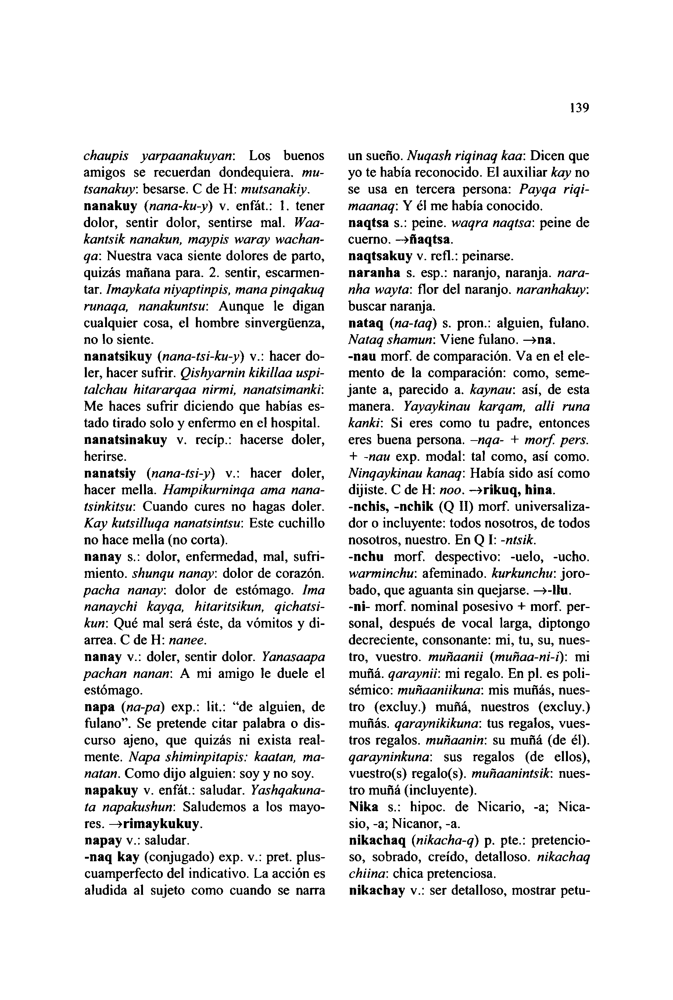 139
chaupis yarpaanakuyan: Los buenos
amigos se recuerdan dondequiera. mu-
tsanakuy: besarse. C de H: mutsanakiy.
nanakuy (nana-ku-y) v. enfát.: 1. tener
dolor, sentir dolor, sentirse mal. Waa-
kantsik nanakun, maypis waray wachan-
qa: Nuestra vaca siente dolores de parto,
quizás mañana para. 2. sentir, escarmen-
tar. Imaykata niyaptinpis, mana pinqakuq
runaqa, nanakuntsu: Aunque le digan
cualquier cosa, el hombre sinvergüenza,
no lo siente.
nanatsikuy (nana-tsi-ku-y) v.: hacer do-
ler, hacer sufrir. Qishyarnin kikillaa uspi-
talchau hitararqaa nirmi, nanatsimanki:
Me haces sufrir diciendo que habías es-
tado tirado solo y enfermo en el hospital.
nanatsinakuy v. recíp.: hacerse doler,
herirse.
nanatsiy (nana-tsi-y) v.: hacer doler,
hacer mella. Hampikurninqa ama nana-
tsinkitsu: Cuando cures no hagas doler.
Kay kutsilluqa nanatsintsu: Este cuchillo
no hace mella (no corta).
nanay s.: dolor, enfermedad, mal, sufri-
miento. shunqu nanay: dolor de corazón.
pacha nanay: dolor de estómago. Ima
nanaychi kayqa, hitaritsikun, qichatsi-
kun: Qué mal será éste, da vómitos y di-
arrea. C de H: nanee.
nanay v.: doler, sentir dolor. Yanasaapa
pachan nanan: A mi amigo le duele el
estómago.
napa (na-pa) exp.: lit.: “de alguien, de
fulano”. Se pretende citar palabra o dis-
curso ajeno, que quizás ni exista real-
mente. Napa shiminpitapis: kaatan, ma-
natan. Como dijo alguien: soy y no soy.
napakuy v. enfát.: saludar. Yashqakuna-
ta napakushun: Saludemos a los mayo-
res. →rimaykukuy.
napay v.: saludar.
-naq kay (conjugado) exp. v.: pret. plus-
cuamperfecto del indicativo. La acción es
aludida al sujeto como cuando se narra
un sueño. Nuqash riqinaq kaa: Dicen que
yo te había reconocido. El auxiliar kay no
se usa en tercera persona: Payqa riqi-
maanaq: Y él me había conocido.
naqtsa s.: peine. waqra naqtsa: peine de
cuerno. →ñaqtsa.
naqtsakuy v. refl.: peinarse.
naranha s. esp.: naranjo, naranja. nara-
nha wayta: flor del naranjo. naranhakuy:
buscar naranja.
nataq (na-taq) s. pron.: alguien, fulano.
Nataq shamun: Viene fulano. →na.
-nau morf. de comparación. Va en el ele-
mento de la comparación: como, seme-
jante a, parecido a. kaynau: así, de esta
manera. Yayaykinau karqam, alli runa
kanki: Si eres como tu padre, entonces
eres buena persona. –nqa- + morf. pers.
+ -nau exp. modal: tal como, así como.
Ninqaykinau kanaq: Había sido así como
dijiste. C de H: noo. →rikuq, hina.
-nchis, -nchik (Q II) morf. universaliza-
dor o incluyente: todos nosotros, de todos
nosotros, nuestro. En Q I: -ntsik.
-nchu morf. despectivo: -uelo, -ucho.
warminchu: afeminado. kurkunchu: joro-
bado, que aguanta sin quejarse. →-llu.
-ni- morf. nominal posesivo + morf. per-
sonal, después de vocal larga, diptongo
decreciente, consonante: mi, tu, su, nues-
tro, vuestro. muñaanii (muñaa-ni-i): mi
muñá. qaraynii: mi regalo. En pl. es poli-
sémico: muñaaniikuna: mis muñás, nues-
tro (excluy.) muñá, nuestros (excluy.)
muñás. qaraynikikuna: tus regalos, vues-
tros regalos. muñaanin: su muñá (de él).
qarayninkuna: sus regalos (de ellos),
vuestro(s) regalo(s). muñaanintsik: nues-
tro muñá (incluyente).
Nika s.: hipoc. de Nicario, -a; Nica-
sio, -a; Nicanor, -a.
nikachaq (nikacha-q) p. pte.: pretencio-
so, sobrado, creído, detalloso. nikachaq
chiina: chica pretenciosa.
nikachay v.: ser detalloso, mostrar petu-